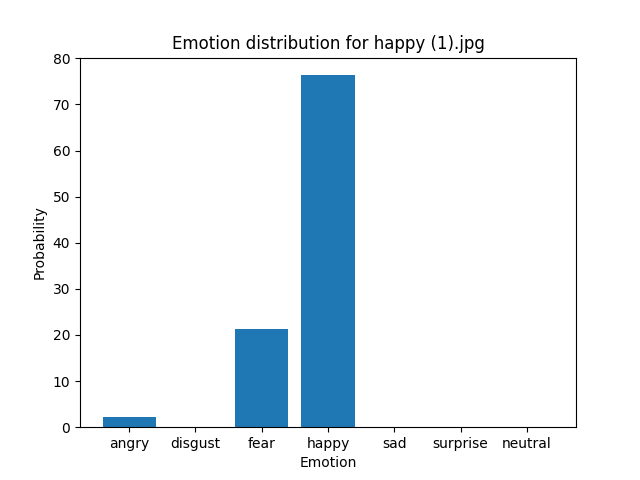 Emotion distribution for happy (1).jpg
80
70
60
50
40
30
20
10
0
Probability
angry disgust fear happy sad surprise neutral
Emotion